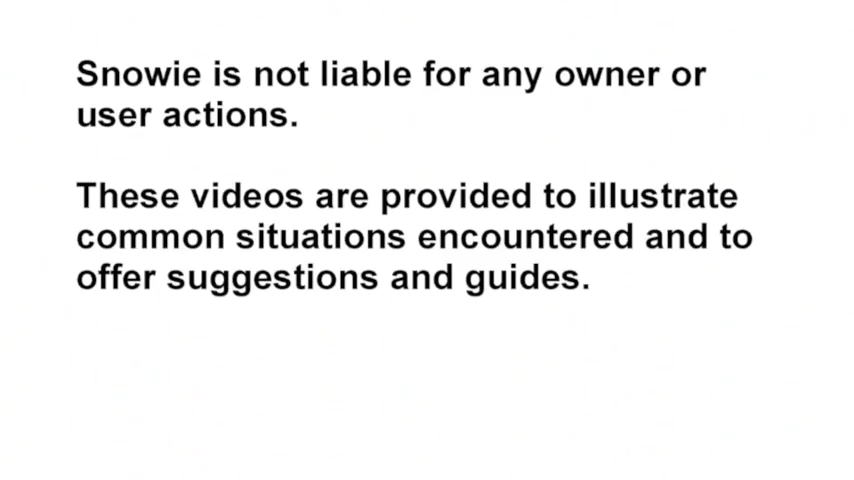 Snowie is not liable for any owner or
user actions.
These videos are provided to illustrate
common situations encountered and to
offer suggestions and guides.